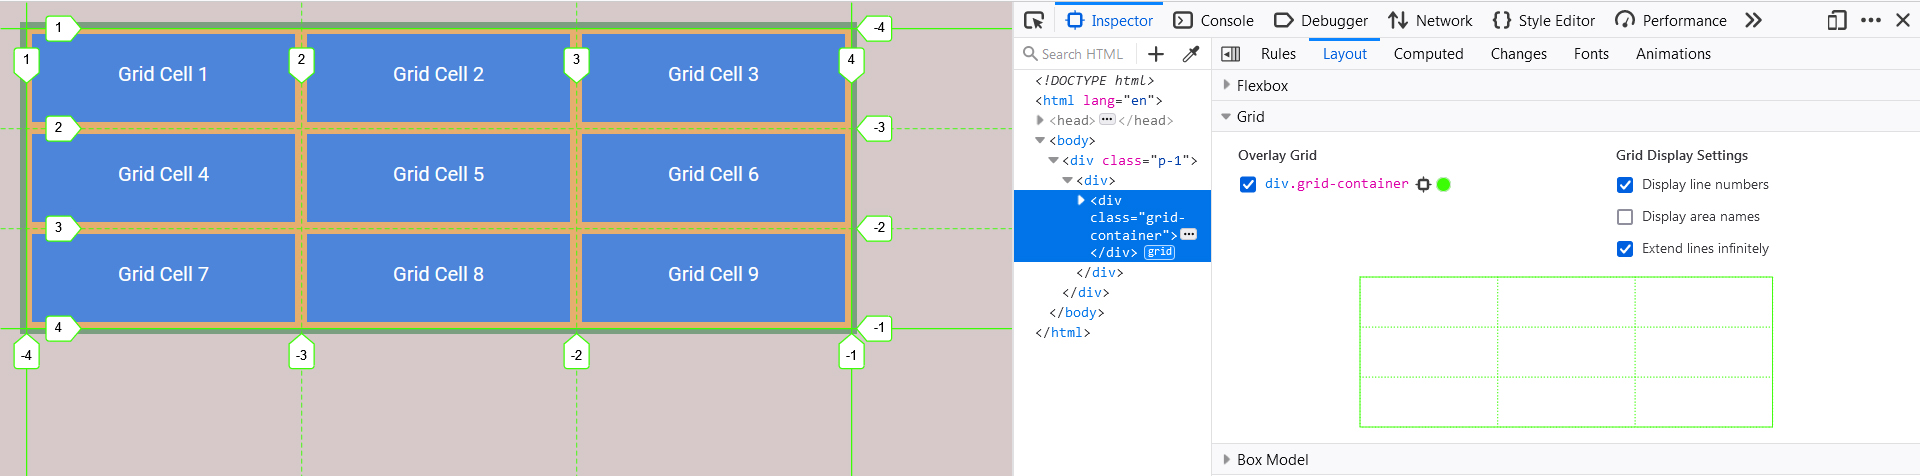 1
-4
1
2
3
4
Grid Cell 1
Grid Cell 2
Grid Cell 3
2
-3
Grid Cell 4
Grid Cell 5
Grid Cell 6
3
-2
Grid Cell 7
Grid Cell 8
Grid Cell 9
4
-1
-4
-3
-2
-1
Inspector
Console
Debugger
Network
Style Editor
Performance
Search HTML
<!DOCTYPE html>
<html lang="en">
<head> ••• </head>
<body>
<div class="p-1">
<div>
<div
class="grid-
container"> •••
</div> grid
</div>
</div>
</body>
</html>
Rules
Layout
Computed
Changes
Fonts
Animations
Flexbox
Grid
Overlay Grid
div.grid-container
Grid Display Settings
Display line numbers
Display area names
Extend lines infinitely
Box Model